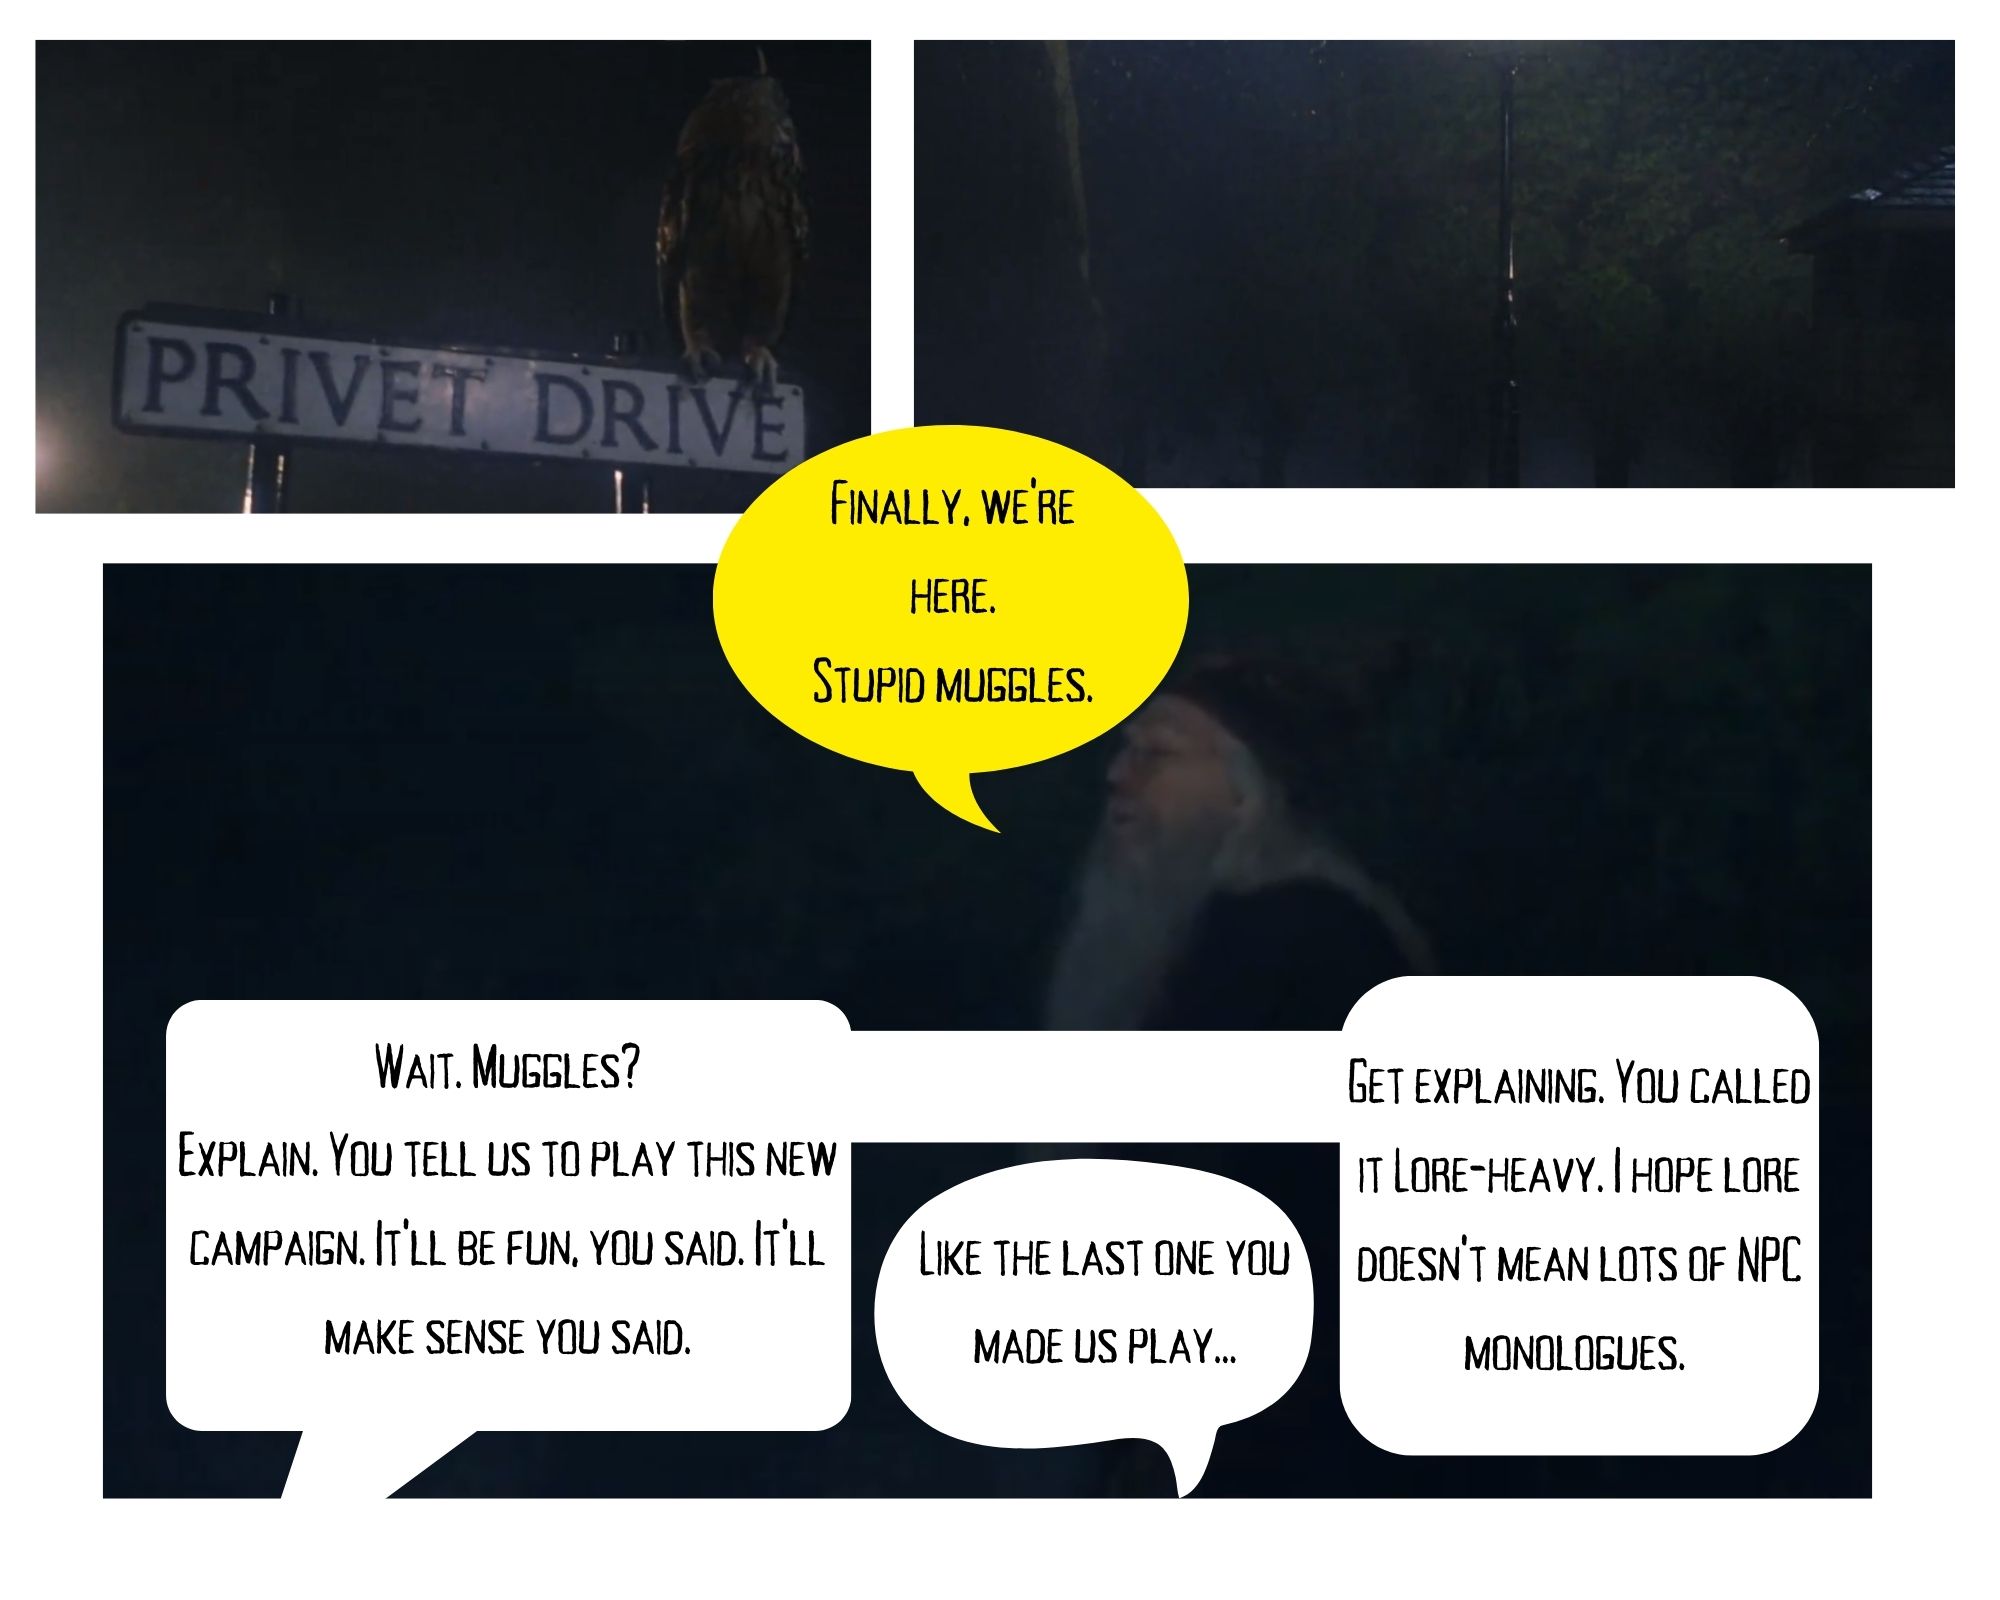 PRIVET DRIVE
Finally, we're
here.
Stupid muggles.
Wait. Muggles?
Explain. You tell us to play this new
campaign. It'll be fun, you said. It'll
make sense you said.
Like the last one you
made us play...
Get explaining. You called
it Lore-heavy. I hope lore
doesn't mean lots of NPC
monologues.